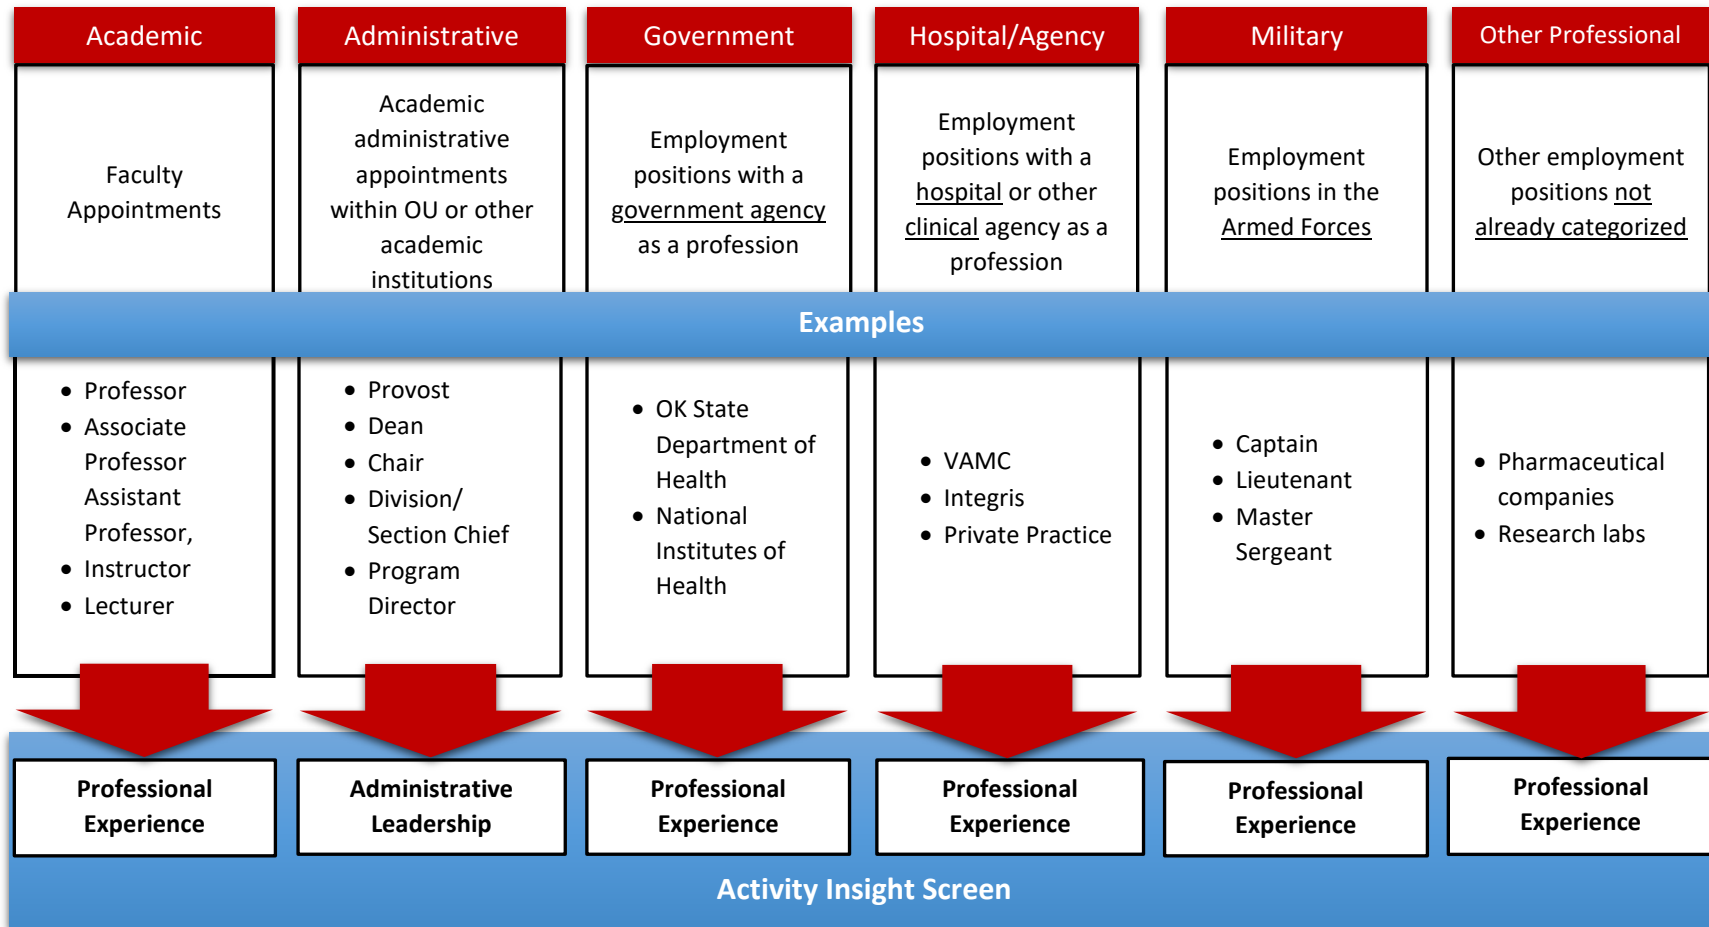 Academic
Administrative
Government
Hospital/Agency
Military
Other Professional
Faculty
Appointments
Academic
administrative
appointments
within OU or other
academic
institutions
Employment
positions with a
government agency
as a profession
Employment
positions with a
hospital or other
clinical agency as a
profession
Employment
positions in the
Armed Forces
Other employment
positions not
already categorized
Examples
• Professor
• Associate
Professor
Assistant
Professor,
• Instructor
• Lecturer
• Provost
• Dean
• Chair
• Division/
Section Chief
• Program
Director
• OK State
Department of
Health
• National
Institutes of
Health
• VAMC
• Integris
• Private Practice
• Captain
• Lieutenant
• Master
Sergeant
• Pharmaceutical
companies
• Research labs
Professional
Experience
Administrative
Leadership
Professional
Experience
Professional
Experience
Professional
Experience
Professional
Experience
Activity Insight Screen